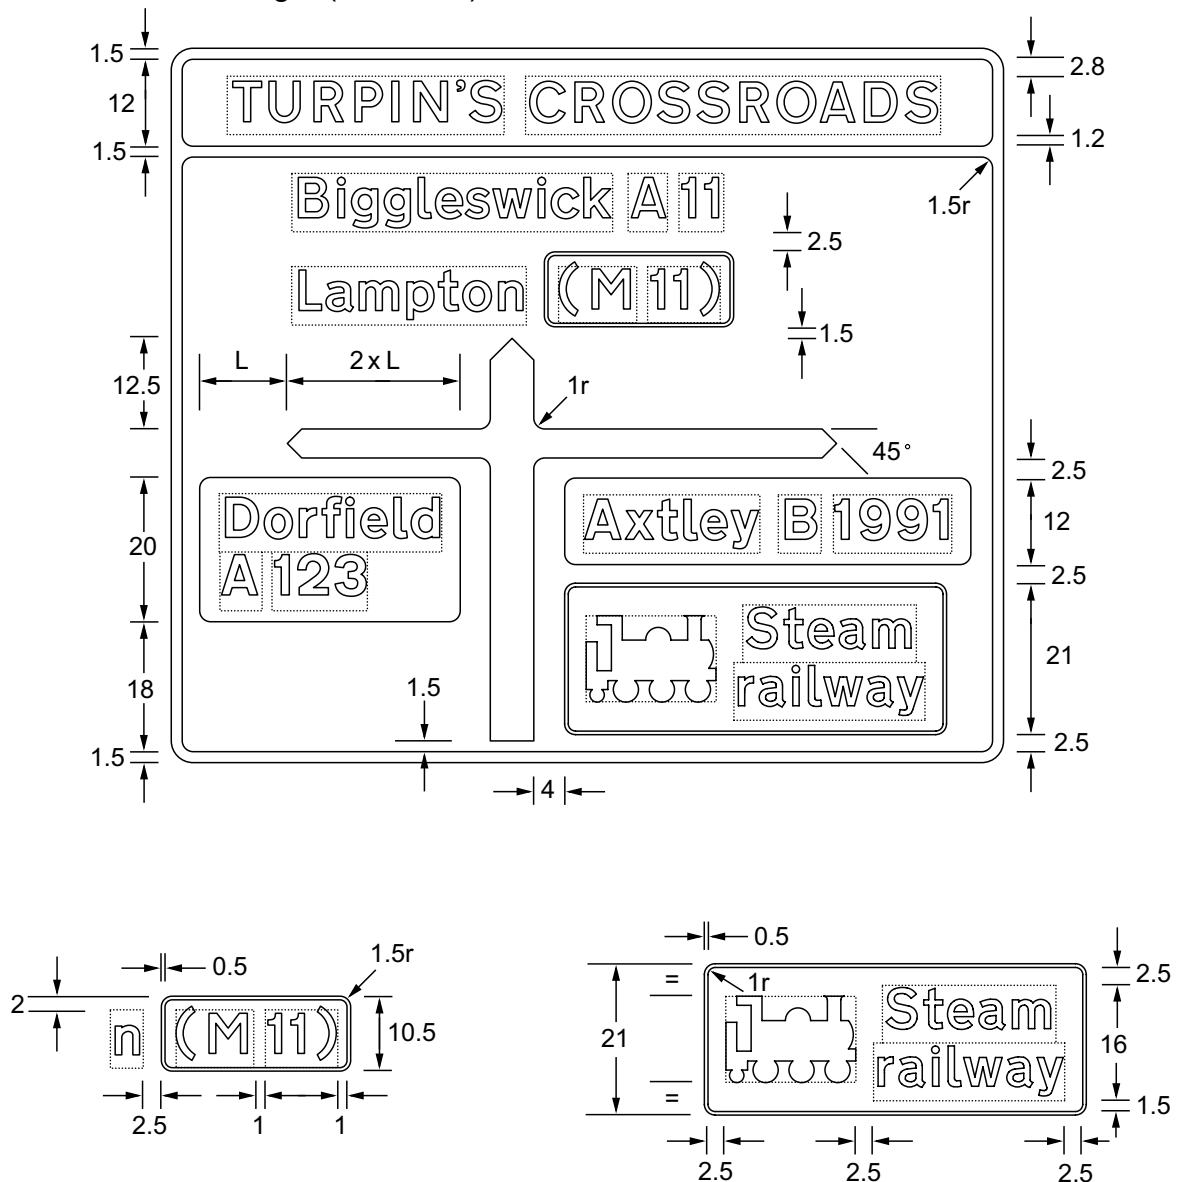 1.5
12
1.5
TURPIN'S CROSSROADS
2.8
1.2
1.5r
Biggleswick A 11
2.5
Lampton (M 11)
1.5
12.5
L
2 x L
1r
45°
2.5
Dorfield
A 123
20
Axtley B 1991
12
2.5
Steam
railway
21
18
1.5
1.5
2.5
4
0.5
1.5r
2
n (M 11)
10.5
2.5
1
1
0.5
=
1r
2.5
Steam
railway
21
16
=
1.5
2.5
2.5
2.5